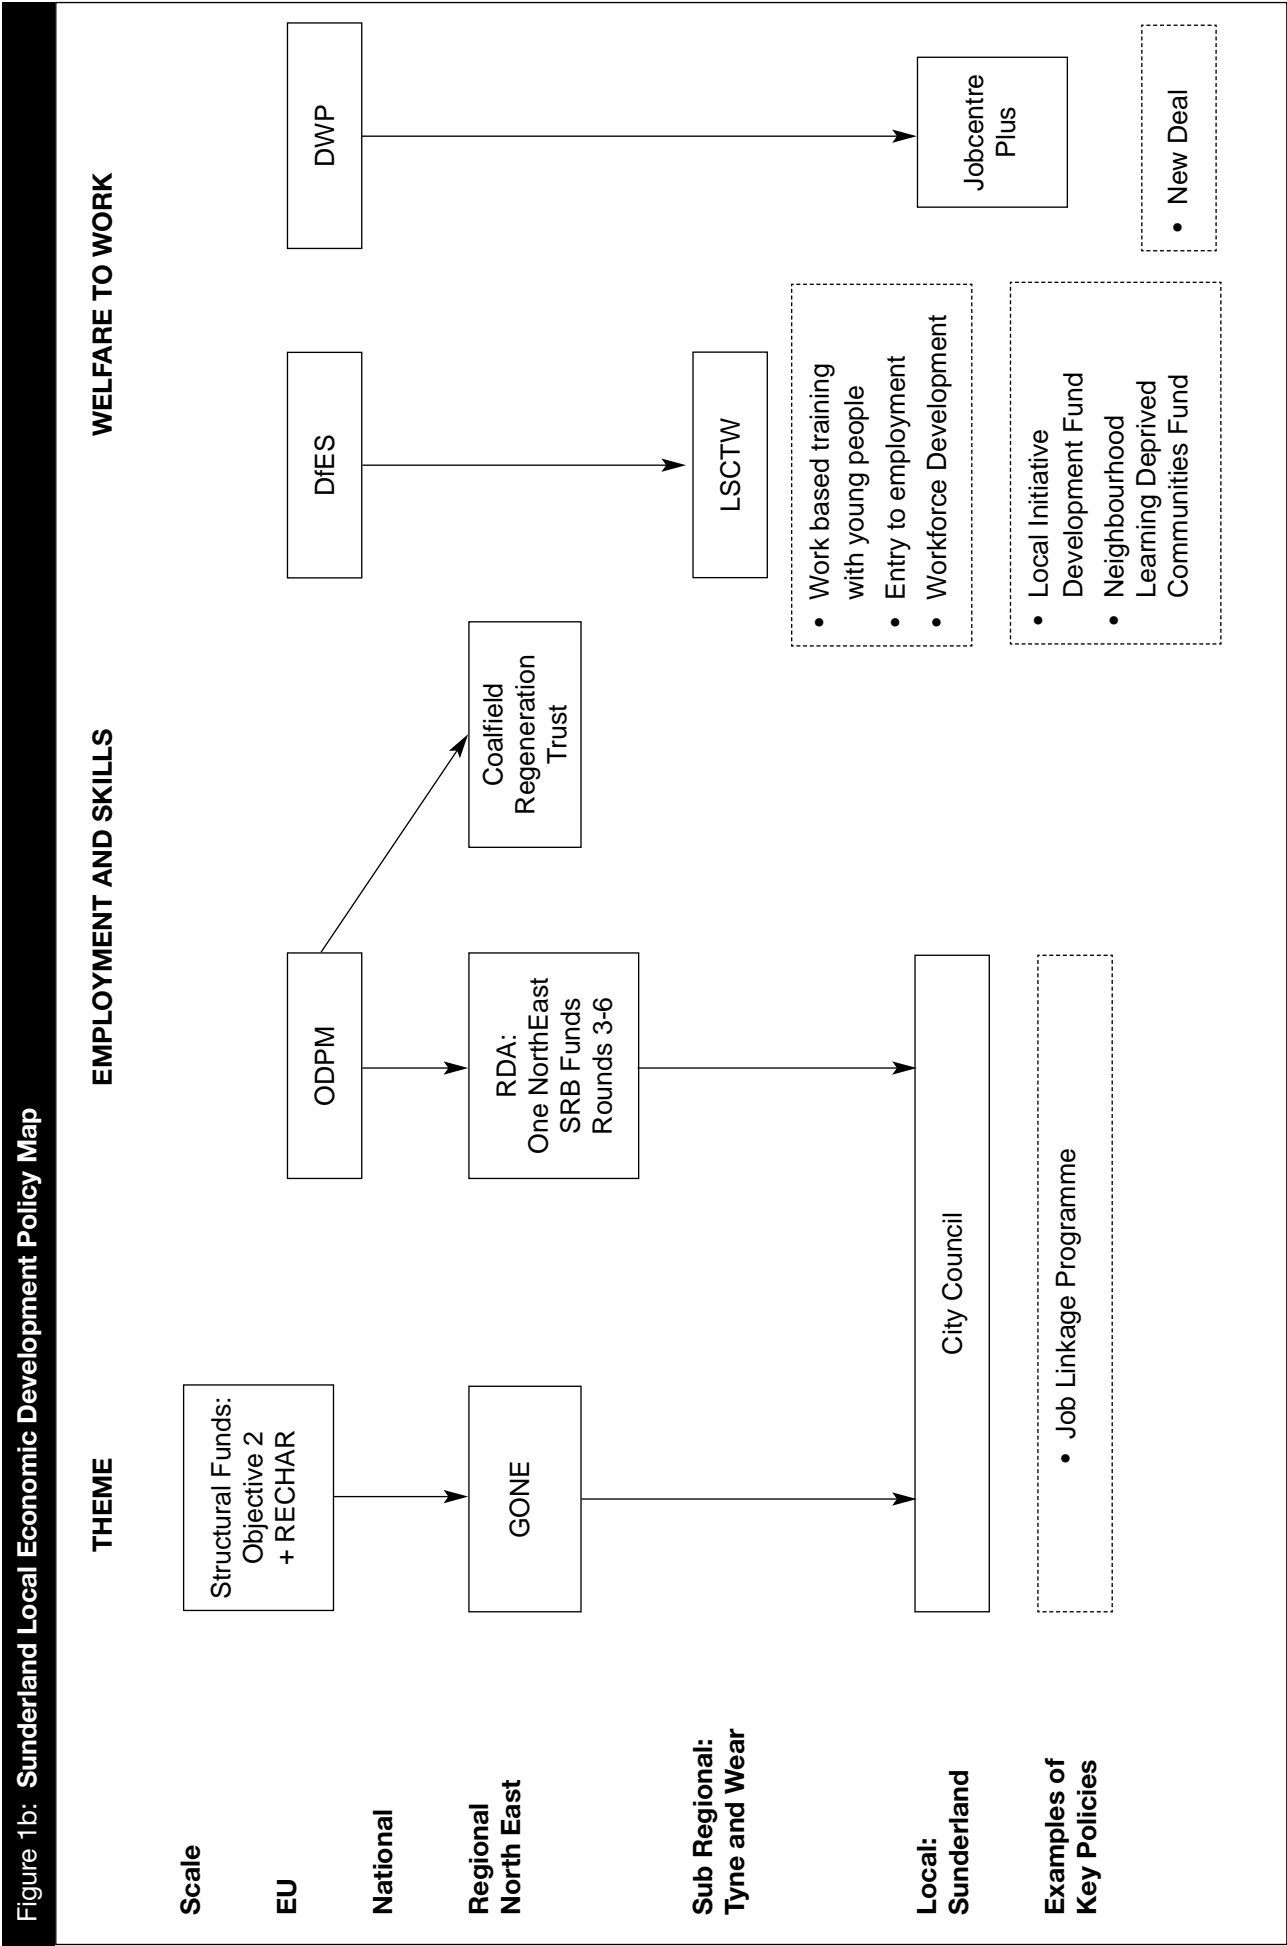 Figure 1b: Sunderland Local Economic Development Policy Map
THEME
EMPLOYMENT AND SKILLS
WELFARE TO WORK
Scale
EU
National
Regional
North East
Sub Regional:
Tyne and Wear
Local:
Sunderland
Examples of
Key Policies
Structural Funds:
Objective 2
+ RECHAR
ODPM
DfES
DWP
GONE
RDA:
One NorthEast
SRB Funds
Rounds 3-6
Coalfield
Regeneration
Trust
LSCTW
• Work based training
with young people
• Entry to employment
• Workforce Development
City Council
Jobcentre
Plus
• Job Linkage Programme
• Local Initiative
Development Fund
• Neighbourhood
Learning Deprived
Communities Fund
• New Deal